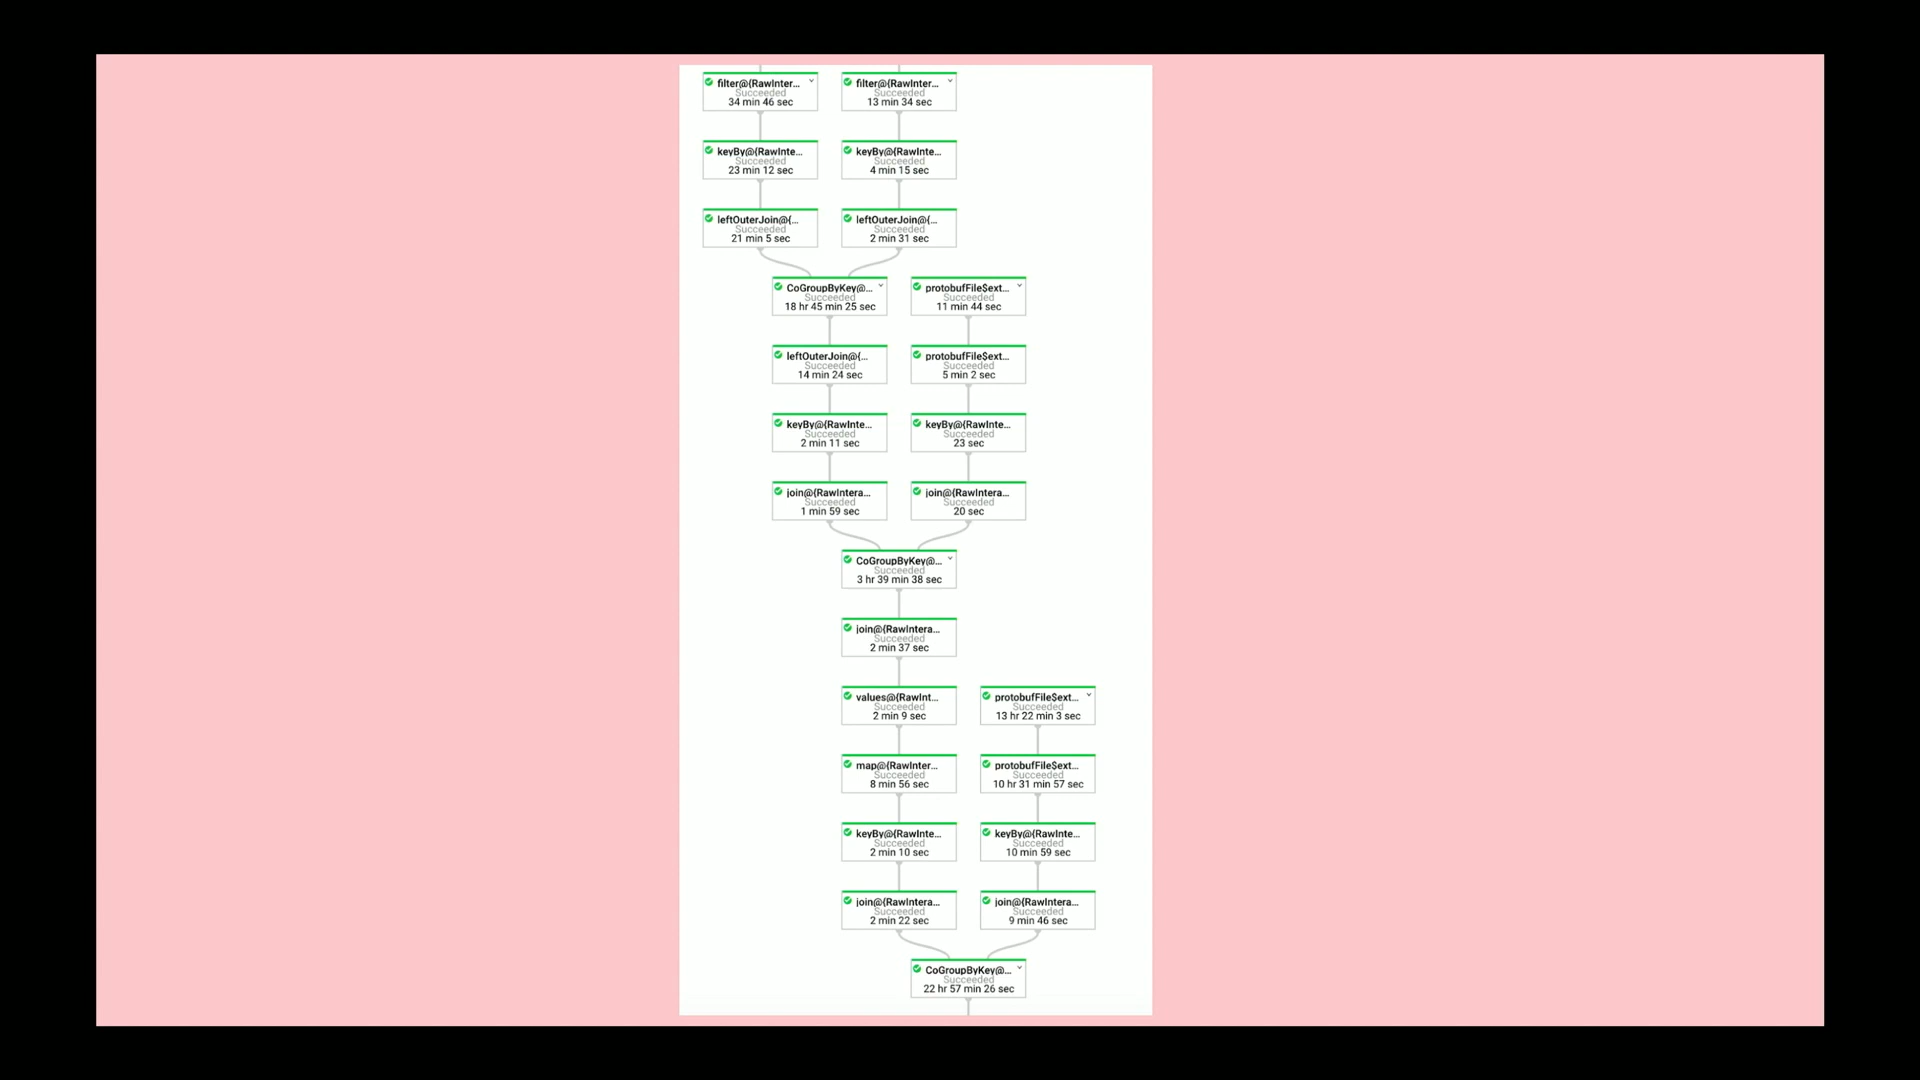 filter@{RawInter...
Succeeded
34 min 46 sec
filter@{RawInter...
Succeeded
13 min 34 sec
keyBy@{RawInte...
Succeeded
23 min 12 sec
keyBy@{RawInte...
Succeeded
4 min 15 sec
leftOuterJoin@{...
Succeeded
21 min 5 sec
leftOuterJoin@{...
Succeeded
2 min 31 sec
CoGroupByKey@...
Succeeded
18 hr 45 min 25 sec
protobufFile$ext...
Succeeded
11 min 44 sec
leftOuterJoin@{...
Succeeded
14 min 24 sec
protobufFile$ext...
Succeeded
5 min 2 sec
keyBy@{RawInte...
Succeeded
2 min 11 sec
keyBy@{RawInte...
Succeeded
23 sec
join@{RawIntera...
Succeeded
1 min 59 sec
join@{RawIntera...
Succeeded
20 sec
CoGroupByKey@...
Succeeded
3 hr 39 min 38 sec
join@{RawIntera...
Succeeded
2 min 37 sec
values@{RawInt...
Succeeded
2 min 9 sec
protobufFile$ext...
Succeeded
13 hr 22 min 3 sec
map@{RawInter...
Succeeded
8 min 56 sec
protobufFile$ext...
Succeeded
10 hr 31 min 57 sec
keyBy@{RawInte...
Succeeded
2 min 10 sec
keyBy@{RawInte...
Succeeded
10 min 59 sec
join@{RawIntera...
Succeeded
2 min 22 sec
join@{RawIntera...
Succeeded
9 min 46 sec
CoGroupByKey@...
Succeeded
22 hr 57 min 26 sec